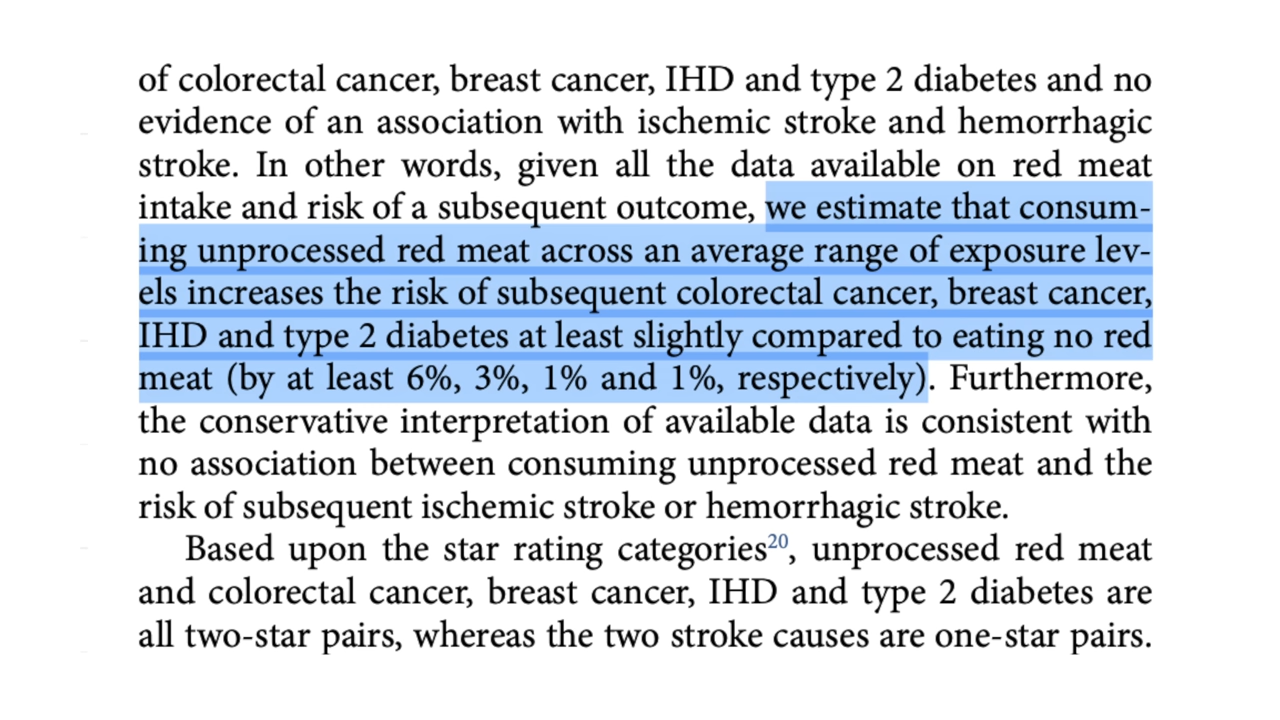 of colorectal cancer, breast cancer, IHD and type 2 diabetes and no
evidence of an association with ischemic stroke and hemorrhagic
stroke. In other words, given all the data available on red meat
intake and risk of a subsequent outcome, we estimate that consum-
ing unprocessed red meat across an average range of exposure lev-
els increases the risk of subsequent colorectal cancer, breast cancer,
IHD and type 2 diabetes at least slightly compared to eating no red
meat (by at least 6%, 3%, 1% and 1%, respectively). Furthermore,
the conservative interpretation of available data is consistent with
no association between consuming unprocessed red meat and the
risk of subsequent ischemic stroke or hemorrhagic stroke.
Based upon the star rating categories20, unprocessed red meat
and colorectal cancer, breast cancer, IHD and type 2 diabetes are
all two-star pairs, whereas the two stroke causes are one-star pairs.